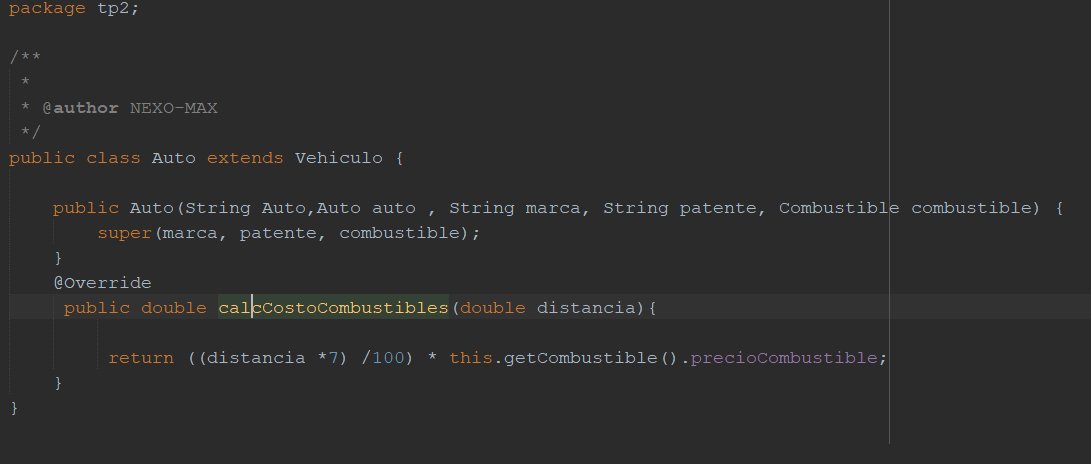 package tp2;
/**
*
* @author NEXO-MAX
*/
public class Auto extends Vehiculo {
public Auto(String Auto,Auto auto , String marca, String patente, Combustible combustible) {
super(marca, patente, combustible);
}
@Override
public double calcCostoCombustibles(double distancia){
return ((distancia *7) /100) * this.getCombustible().precioCombustible;
}
}